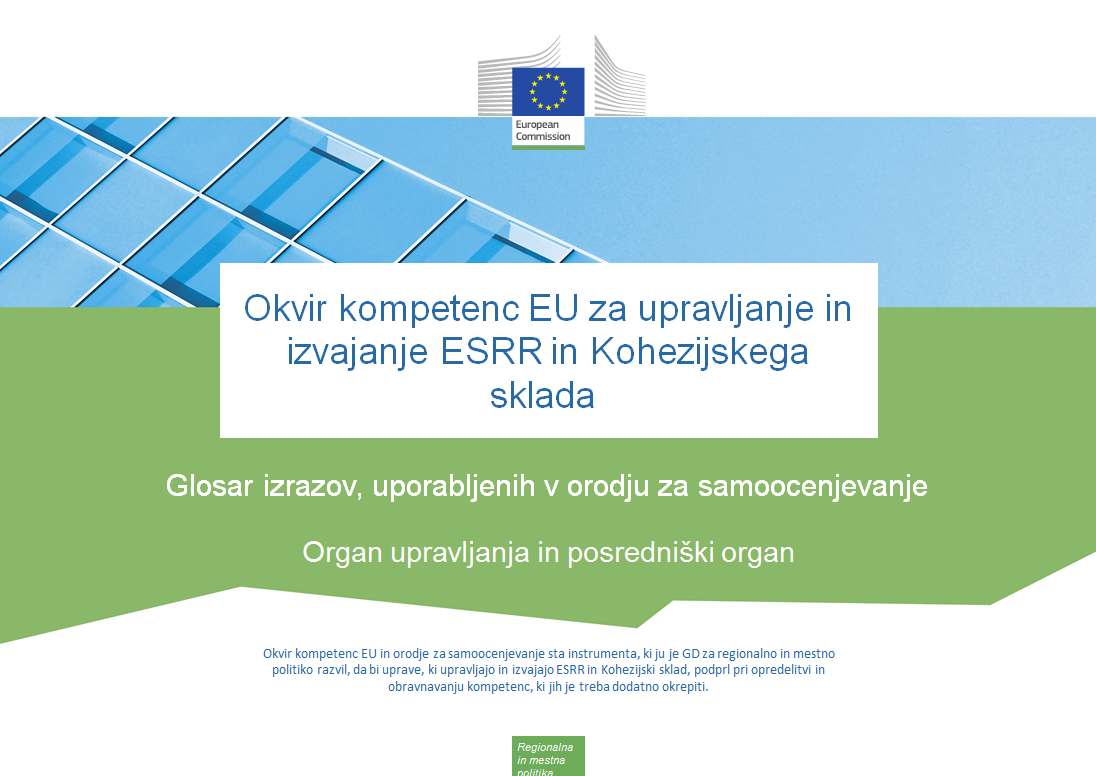 European
Commission
Okvir kompetenc EU za upravljanje in
izvajanje ESRR in Kohezijskega
sklada
Glosar izrazov, uporabljenih v orodju za samoocenjevanje
Organ upravljanja in posredniški organ
Okvir kompetenc EU in orodje za samoocenjevanje sta instrumenta, ki ju je GD za regionalno in mestno
politiko razvil, da bi uprave, ki upravljajo in izvajajo ESRR in Kohezijski sklad, podprl pri opredelitvi in
obravnavanju kompetenc, ki jih je treba dodatno okrepiti.
Regionalna
in mestna
politika